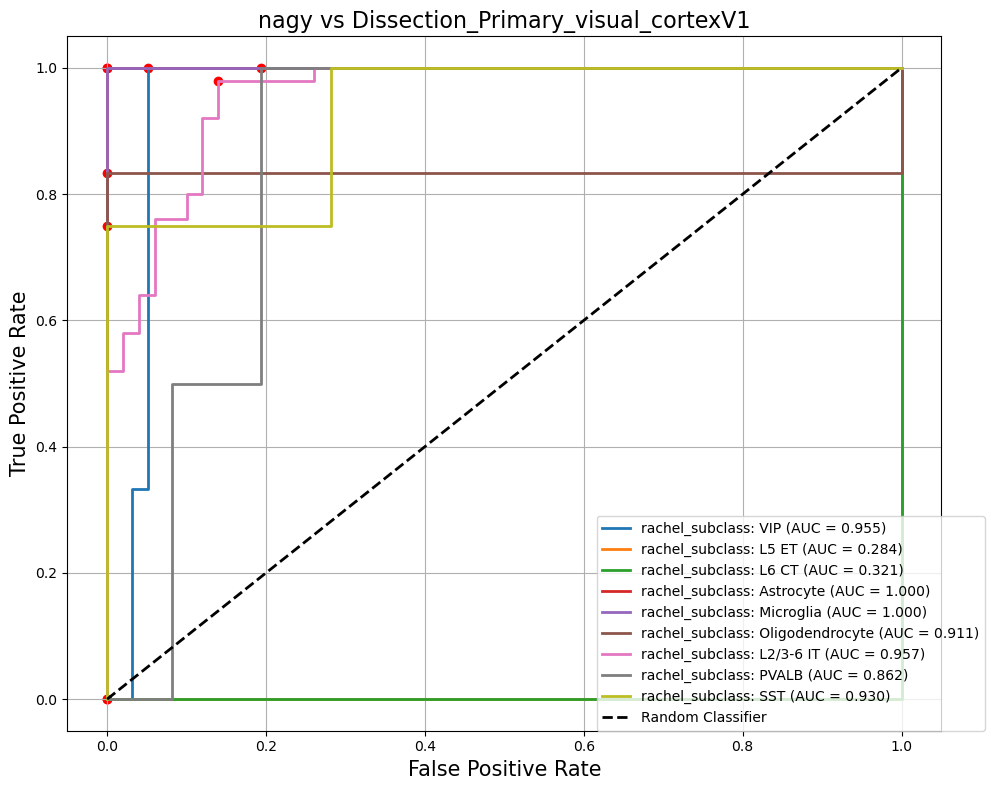 nagy vs Dissection_Primary_visual_cortexV1
True Positive Rate
1.0
0.8
0.6
0.4
0.2
0.0
0.0
0.2
0.4
0.6
0.8
1.0
False Positive Rate
rachel_subclass: VIP (AUC = 0.955)
rachel_subclass: L5 ET (AUC = 0.284)
rachel_subclass: L6 CT (AUC = 0.321)
rachel_subclass: Astrocyte (AUC = 1.000)
rachel_subclass: Microglia (AUC = 1.000)
rachel_subclass: Oligodendrocyte (AUC = 0.911)
rachel_subclass: L2/3-6 IT (AUC = 0.957)
rachel_subclass: PVALB (AUC = 0.862)
rachel_subclass: SST (AUC = 0.930)
Random Classifier